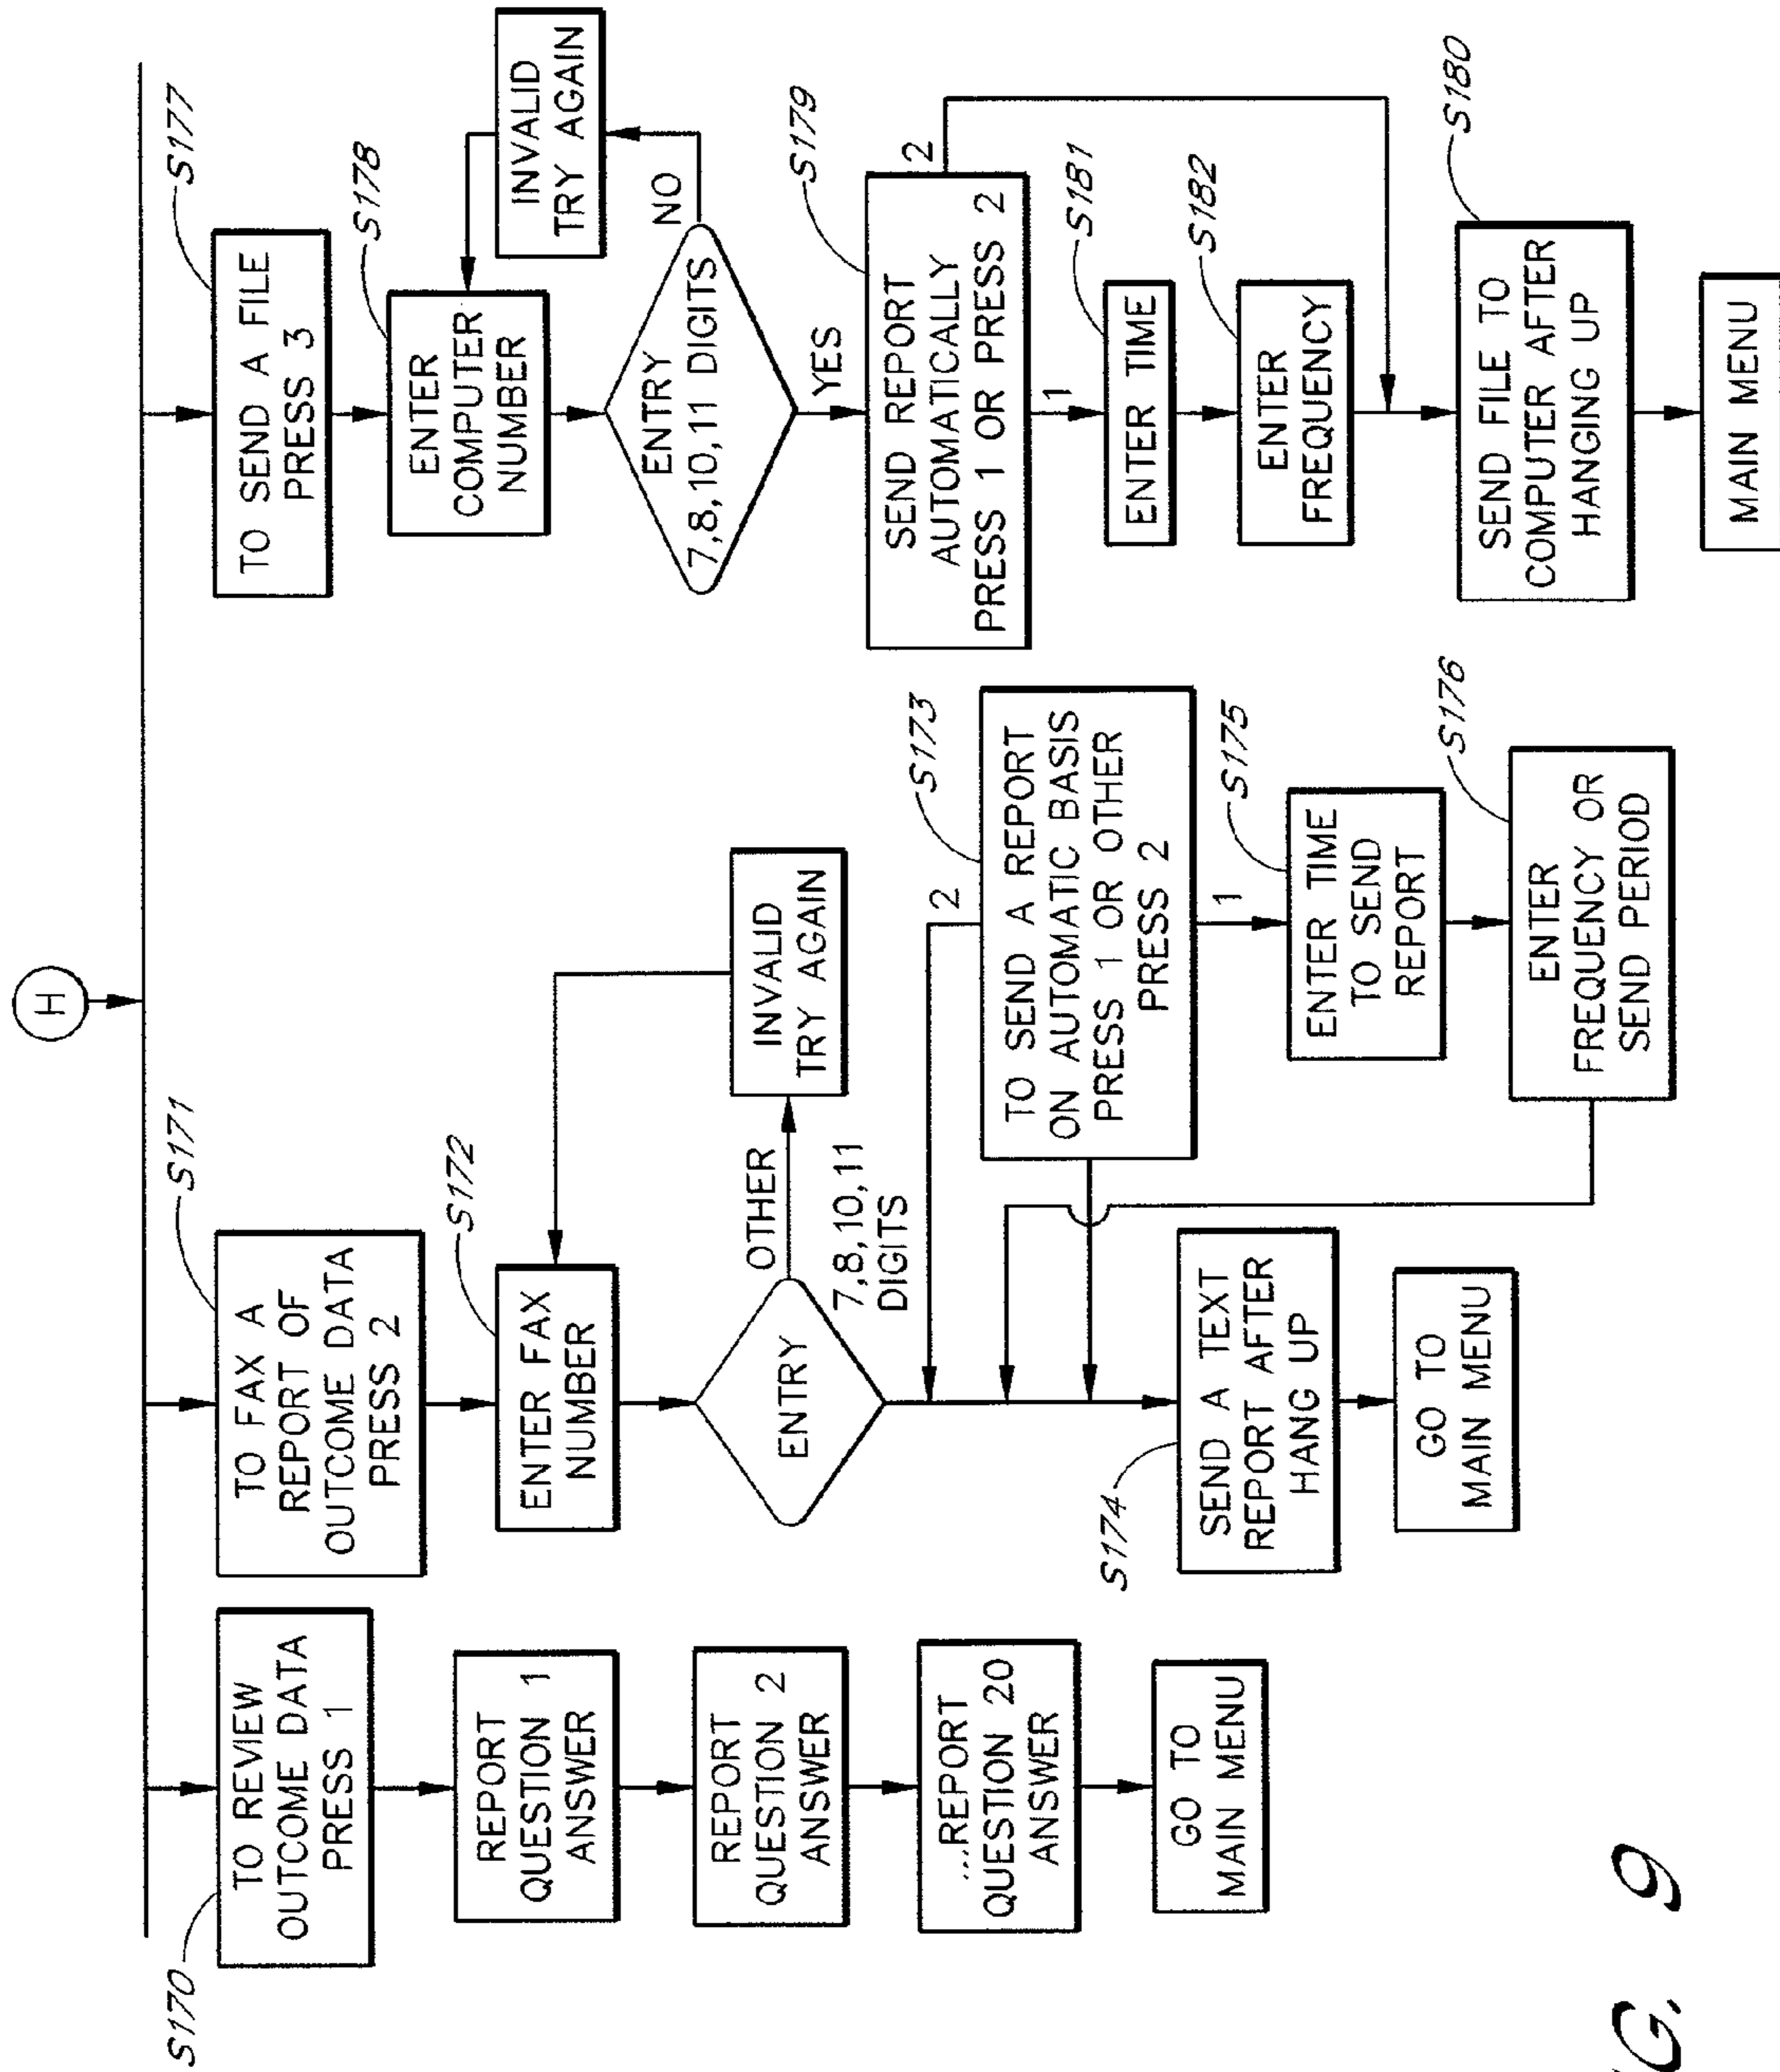 H
S170
TO REVIEW
OUTCOME DATA
PRESS 1
REPORT
QUESTION 1
ANSWER
REPORT
QUESTION 2
ANSWER
...REPORT
QUESTION 20
ANSWER
GO TO
MAIN MENU
S171
TO FAX A
REPORT OF
OUTCOME DATA
PRESS 2
S172
ENTER FAX
NUMBER
ENTRY
OTHER
INVALID
TRY AGAIN
7,8,10,11
DIGITS
2
S173
TO SEND A REPORT
ON AUTOMATIC BASIS
PRESS 1 OR OTHER
PRESS 2
1
S175
ENTER TIME
TO SEND
REPORT
S176
ENTER
FREQUENCY OR
SEND PERIOD
S174
SEND A TEXT
REPORT AFTER
HANG UP
GO TO
MAIN MENU
S177
TO SEND A FILE
PRESS 3
S178
ENTER
COMPUTER
NUMBER
INVALID
TRY AGAIN
NO
ENTRY
7,8,10,11 DIGITS
YES
S179
SEND REPORT
AUTOMATICALLY
PRESS 1 OR PRESS 2
2
1
S181
ENTER TIME
S182
ENTER
FREQUENCY
S180
SEND FILE TO
COMPUTER AFTER
HANGING UP
MAIN MENU
G. 9